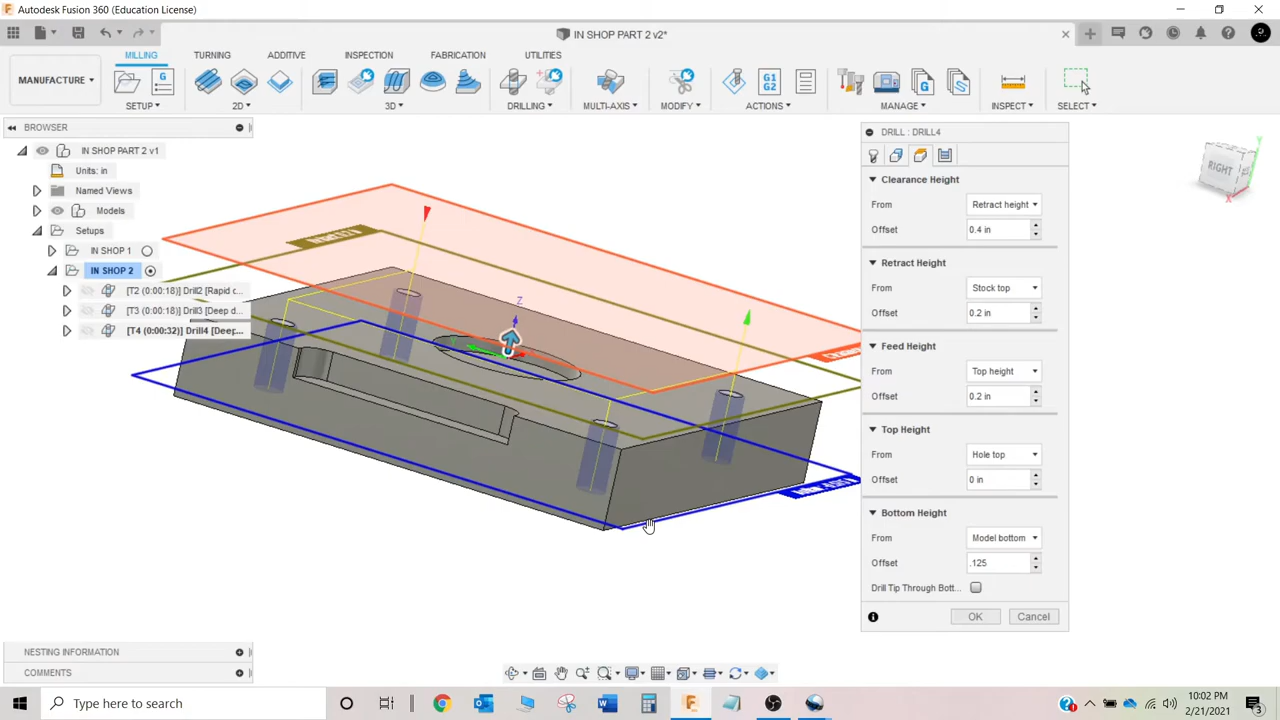 Autodesk Fusion 360 (Education License)
IN SHOP PART 2 v2*
MANUFACTURE
MILLING TURNING ADDITIVE INSPECTION FABRICATION UTILITIES
G
G1
G2
SETUP 2D 3D DRILLING MULTI-AXIS MODIFY ACTIONS MANAGE INSPECT SELECT
BROWSER
IN SHOP PART 2 v1
Units: in
Named Views
Models
Setups
IN SHOP 1
IN SHOP 2
[T2 (0:00:18)] Drill2 [Rapid c...
[T3 (0:00:18)] Drill3 [Deep d...
[T4 (0:00:32)] Drill4 [Deep...
Z
Y
RIGHT
Y
X
DRILL : DRILL4
Clearance Height
From Retract height
Offset 0.4 in
Retract Height
From Stock top
Offset 0.2 in
Feed Height
From Top height
Offset 0.2 in
Top Height
From Hole top
Offset 0 in
Bottom Height
From Model bottom
Offset .125
Drill Tip Through Bott...
OK Cancel
NESTING INFORMATION
COMMENTS
Type here to search
10:02 PM
2/21/2021
3